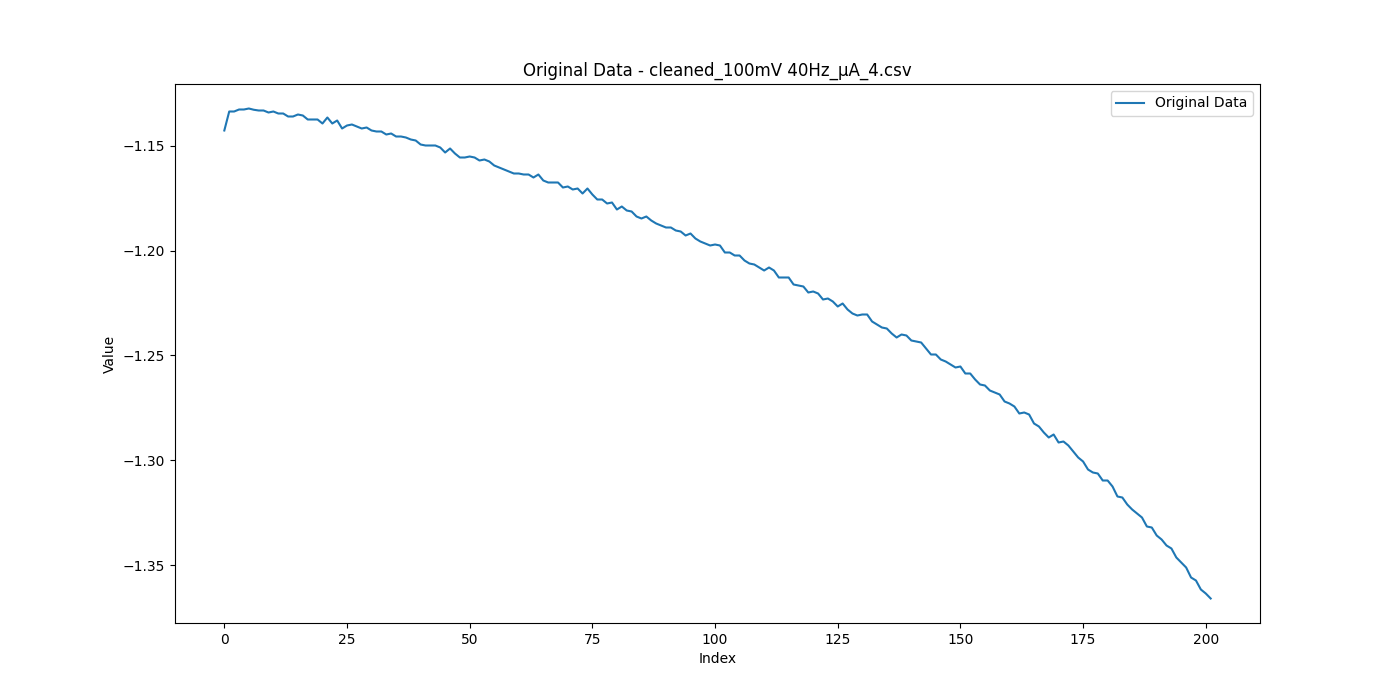 Original Data - cleaned_100mV 40Hz_μA_4.csv
Original Data
−1.15
−1.20
−1.25
−1.30
−1.35
Value
0 25 50 75 100 125 150 175 200
Index